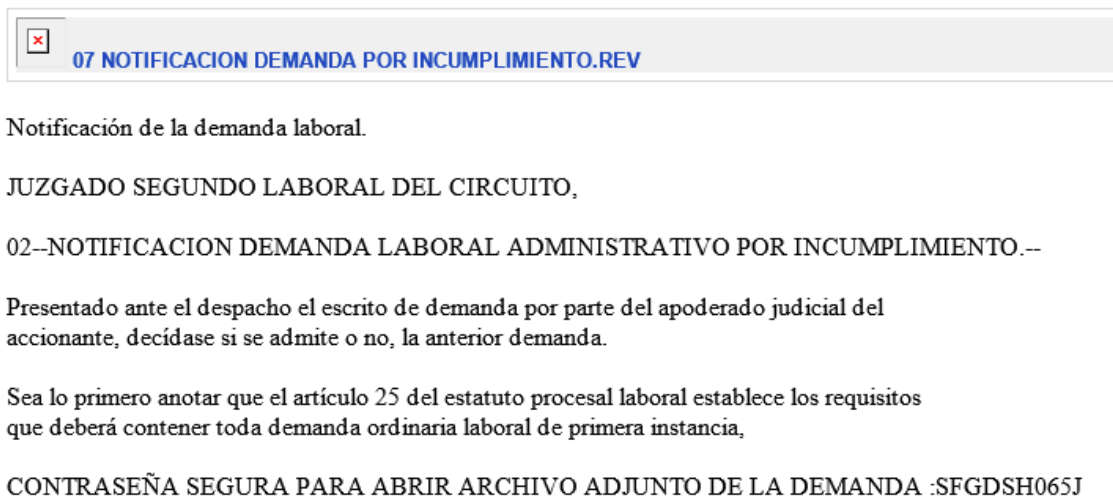 07 NOTIFICACION DEMANDA POR INCUMPLIMIENTO.REV
Notificación de la demanda laboral.
JUZGADO SEGUNDO LABORAL DEL CIRCUITO,
02--NOTIFICACION DEMANDA LABORAL ADMINISTRATIVO POR INCUMPLIMIENTO.--
Presentado ante el despacho el escrito de demanda por parte del apoderado judicial del
accionante, decídase si se admite o no, la anterior demanda.
Sea lo primero anotar que el artículo 25 del estatuto procesal laboral establece los requisitos
que deberá contener toda demanda ordinaria laboral de primera instancia,
CONTRASEÑA SEGURA PARA ABRIR ARCHIVO ADJUNTO DE LA DEMANDA :SFGDSH065J